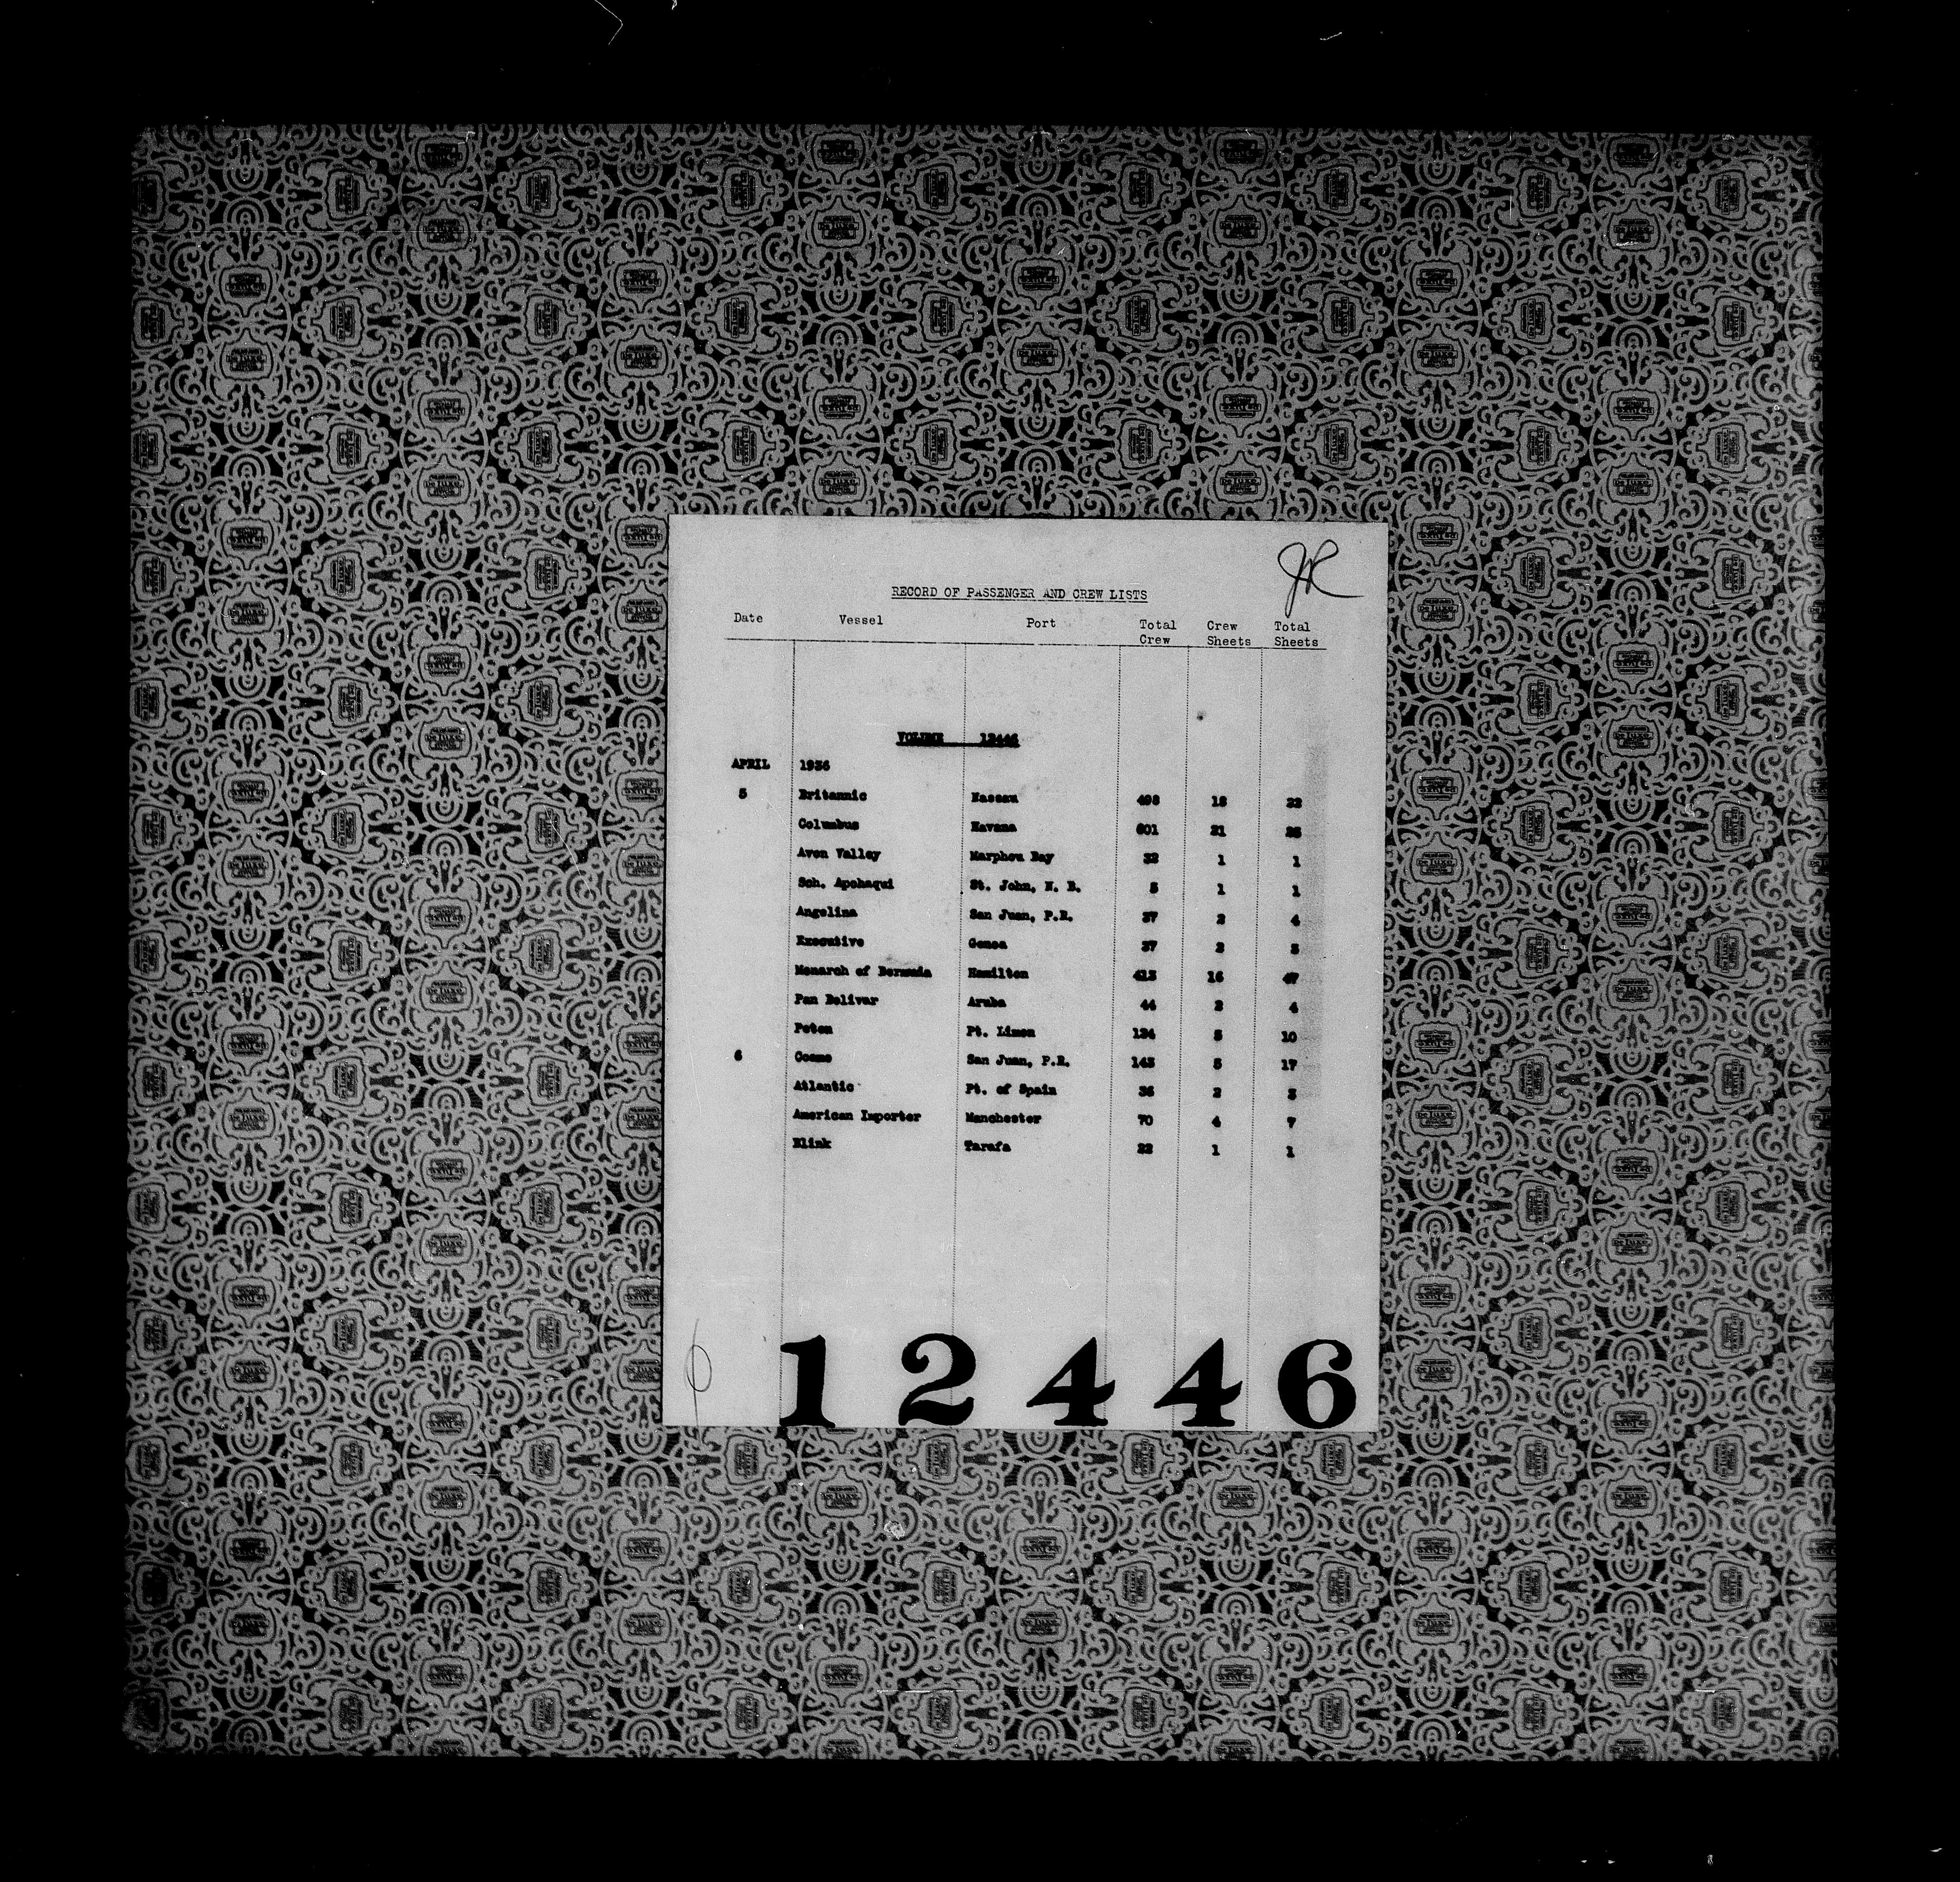 JR
RECORD OF PASSENGER AND CREW LISTS
Date Vessel Port Total Crew Crew Sheets Total Sheets
VOLUME 12446
APRIL 1936
5 Britannic Nassau 498 18 32
Columbus Havana 601 21
Avon Valley Marphou Bay 32 1 1
Sch. Apohaqui St. John, N. B. 5 1 1
Angelina San Juan, P.R. 37 2 4
Executive Genoa 37 2
Monarch of Bermuda Hamilton 413 16 47
Pan Bolivar Aruba 44 2 4
Peten Pt. Limon 134 5 10
6 Coamo San Juan, P.R. 143 5 17
Atlantic Pt. of Spain 36 2
American Importer Manchester 70 4 7
Blink Tarafa 22 1 1
12446